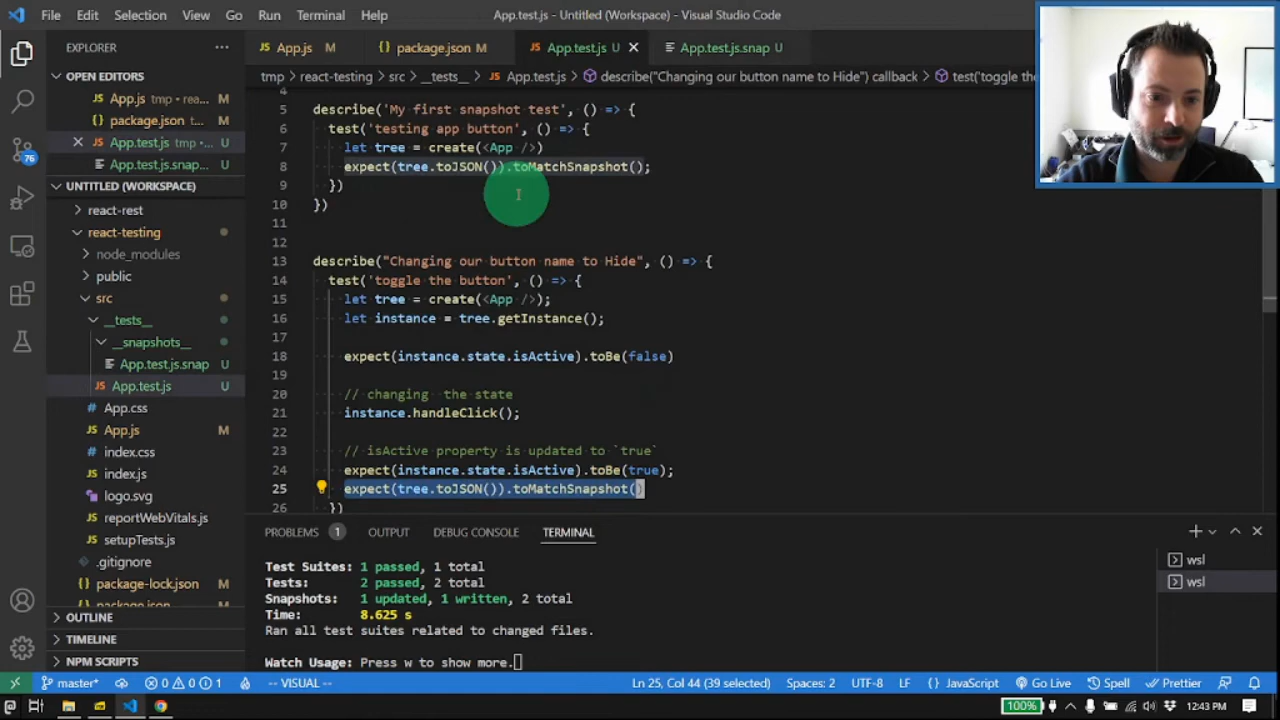 File Edit Selection View Go Run Terminal Help
App.test.js - Untitled (Workspace) - Visual Studio Code
EXPLORER
OPEN EDITORS
App.js tmp • rea... M
package.json tc... M
App.test.js tmp •... U
App.test.js.snap... U
UNTITLED (WORKSPACE)
react-rest
react-testing
node_modules
public
src
__tests__
__snapshots__
App.test.js.snap U
App.test.js U
App.css
App.js M
index.css
index.js
logo.svg
reportWebVitals.js
setupTests.js
.gitignore
package-lock.json M
package.json M
OUTLINE
TIMELINE
NPM SCRIPTS
76
App.js M
package.json M
App.test.js U
App.test.js.snap U
tmp > react-testing > src > __tests__ > App.test.js > describe("Changing our button name to Hide") callback > test('toggle the
4
5 describe('My first snapshot test', () => {
6 test('testing app button', () => {
7 let tree = create(<App />)
8 expect(tree.toJSON()).toMatchSnapshot();
9 })
10 })
11
12
13 describe("Changing our button name to Hide", () => {
14 test('toggle the button', () => {
15 let tree = create(<App />);
16 let instance = tree.getInstance();
17
18 expect(instance.state.isActive).toBe(false)
19
20 // changing the state
21 instance.handleClick();
22
23 // isActive property is updated to `true`
24 expect(instance.state.isActive).toBe(true);
25 expect(tree.toJSON()).toMatchSnapshot()
26 })
PROBLEMS 1 OUTPUT DEBUG CONSOLE TERMINAL
Test Suites: 1 passed, 1 total
Tests: 2 passed, 2 total
Snapshots: 1 updated, 1 written, 2 total
Time: 8.625 s
Ran all test suites related to changed files.
Watch Usage: Press w to show more.
wsl
wsl
master* 0 0 1 -- VISUAL -- Ln 25, Col 44 (39 selected) Spaces: 2 UTF-8 LF { } JavaScript Go Live Spell Prettier
100% 12:43 PM